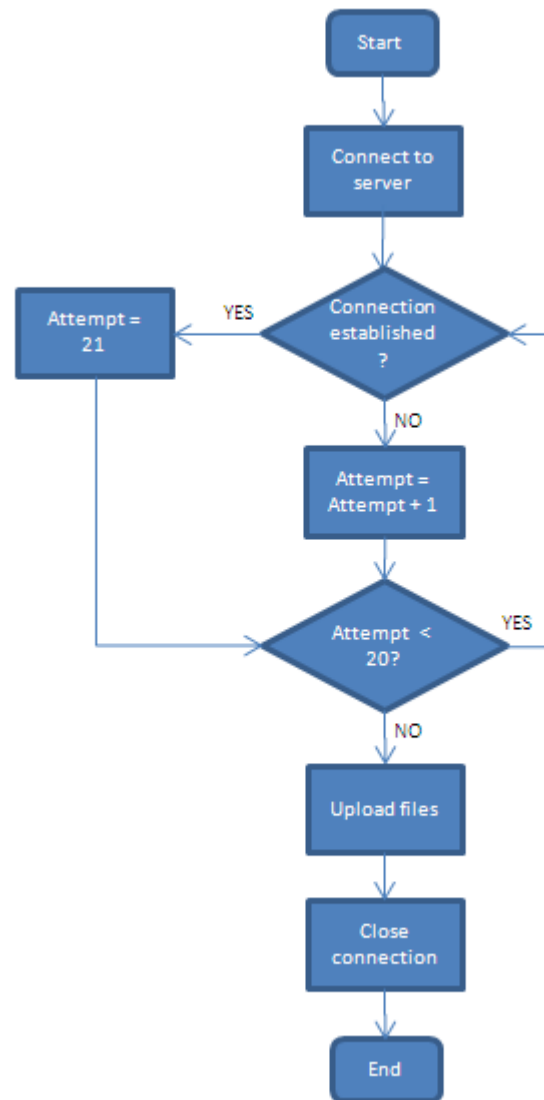 Start
Connect to
server
Connection
established
?
YES
Attempt =
21
NO
Attempt =
Attempt + 1
Attempt <
20?
YES
NO
Upload files
Close
connection
End